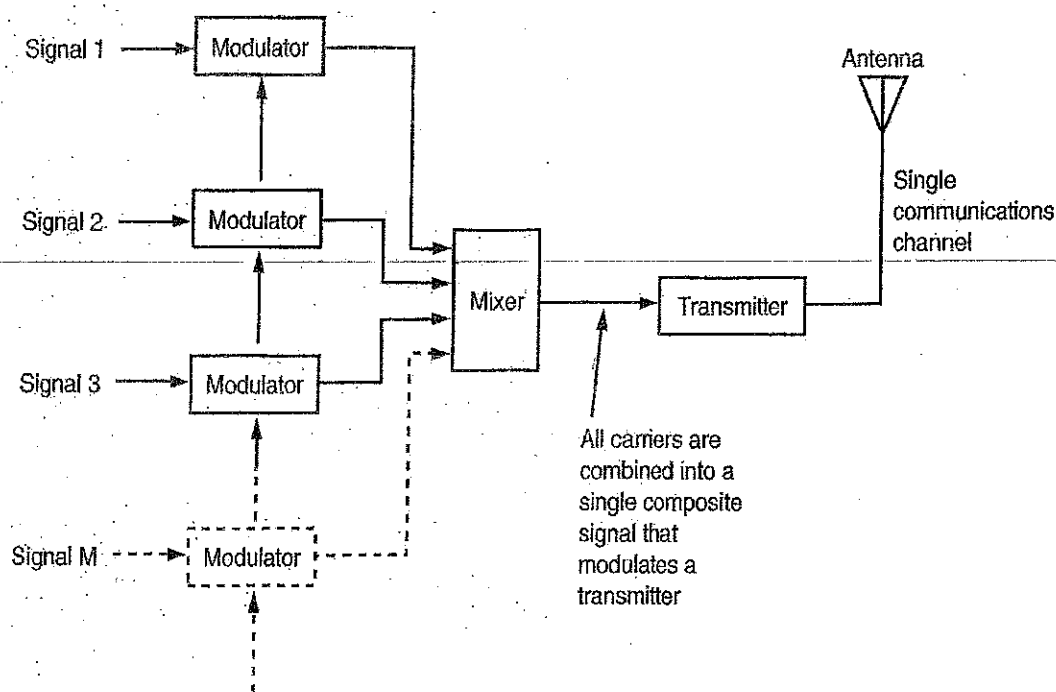 Signal 1
Modulator
Antenna
Signal 2
Modulator
Single
communications
channel
Mixer
Transmitter
Signal 3
Modulator
All carriers are
combined into a
single composite
signal that
modulates a
transmitter
Signal M
Modulator